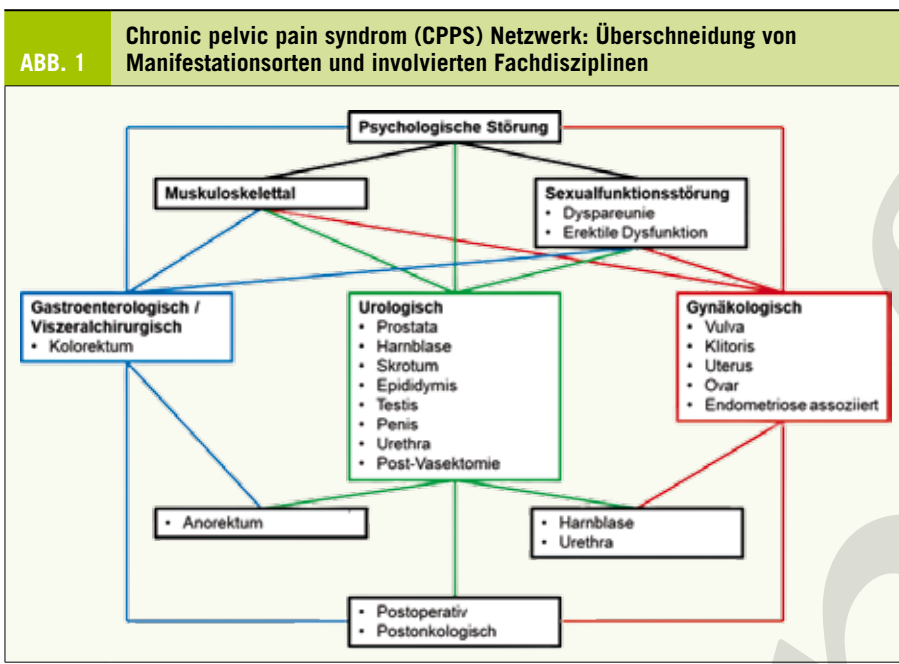 ABB. 1
Chronic pelvic pain syndrom (CPPS) Netzwerk: Überschneidung von
Manifestationsorten und involvierten Fachdisziplinen
Psychologische Störung
Muskuloskelettal
Sexualfunktionsstörung
• Dyspareunie
• Erektile Dysfunktion
Gastroenterologisch /
Viszeralchirurgisch
• Kolorektum
Urologisch
• Prostata
• Harnblase
• Skrotum
• Epididymis
• Testis
• Penis
• Urethra
• Post-Vasektomie
Gynäkologisch
• Vulva
• Klitoris
• Uterus
• Ovar
• Endometriose assoziiert
• Anorektum
• Harnblase
• Urethra
• Postoperativ
• Postonkologisch